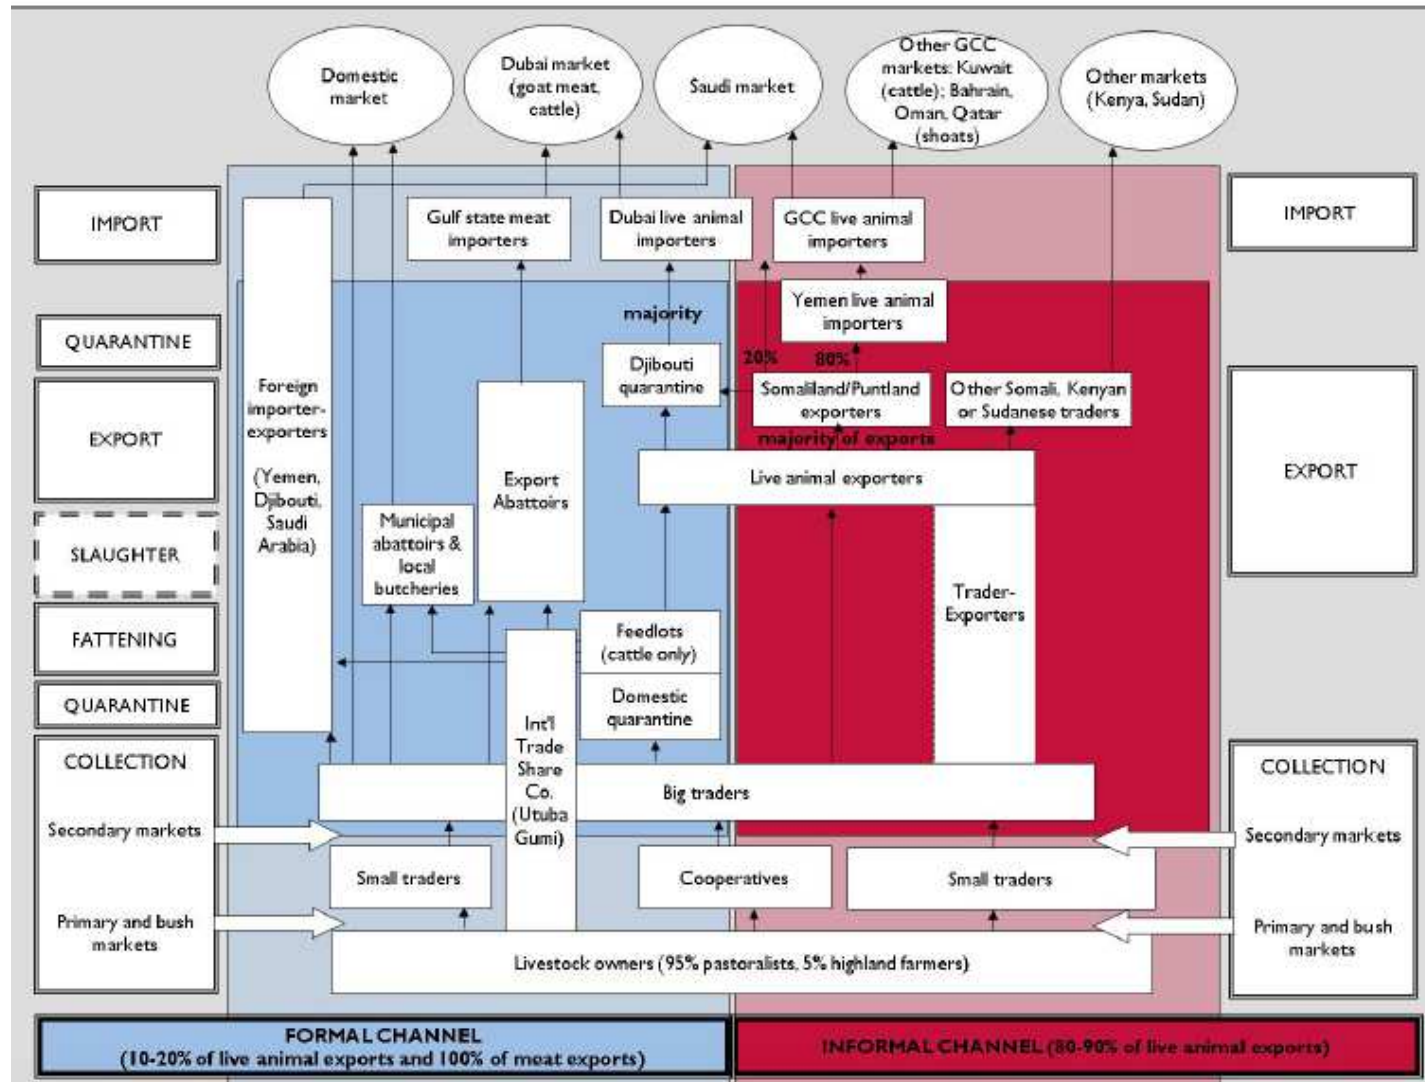 Domestic
market
Dubai market
(goat meat,
cattle)
Saudi market
Other GCC
markets: Kuwait
(cattle); Bahrain,
Oman, Qatar
(shoats)
Other markets
(Kenya, Sudan)
IMPORT
Gulf state meat
importers
Dubai live animal
importers
GCC live animal
importers
IMPORT
Yemen live animal
importers
majority
QUARANTINE
Djibouti
quarantine
20%
80%
Foreign
importer-
exporters
(Yemen,
Djibouti,
Saudi
Arabia)
Somaliland/Puntland
exporters
Other Somali, Kenyan
or Sudanese traders
EXPORT
majority of exports
Live animal exporters
EXPORT
Export
Abattoirs
Municipal
abattoirs &
local
butcheries
SLAUGHTER
Trader-
Exporters
FATTENING
Feedlots
(cattle only)
QUARANTINE
Domestic
quarantine
Int'l
Trade
Share
Co.
(Utuba
Gumi)
COLLECTION
Big traders
COLLECTION
Secondary markets
Secondary markets
Small traders
Cooperatives
Small traders
Primary and bush
markets
Primary and bush
markets
Livestock owners (95% pastoralists, 5% highland farmers)
FORMAL CHANNEL
(10-20% of live animal exports and 100% of meat exports)
INFORMAL CHANNEL (80-90% of live animal exports)